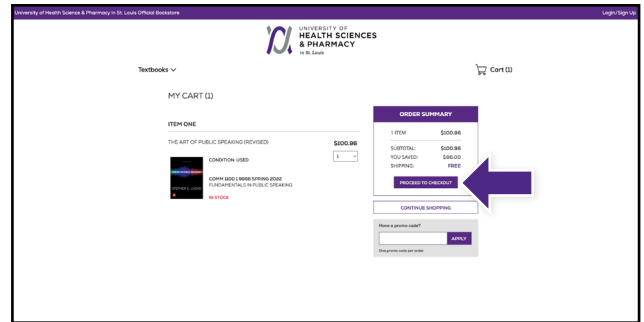 University of Health Science & Pharmacy in St. Louis Official Bookstore
Login/Sign Up
UNIVERSITY OF
HEALTH SCIENCES
& PHARMACY
in St. Louis
Textbooks
Cart (1)
MY CART (1)
ITEM ONE
THE ART OF PUBLIC SPEAKING (REVISED)
$100.96
CONDITION: USED
1
COMM 1100 | 9998 SPRING 2022
FUNDAMENTALS IN PUBLIC SPEAKING
IN STOCK
STEPHEN E. LUCAS
ORDER SUMMARY
1 ITEM $100.96
SUBTOTAL: $100.96
YOU SAVED: $86.00
SHIPPING: FREE
PROCEED TO CHECKOUT
CONTINUE SHOPPING
Have a promo code?
APPLY
One promo code per order